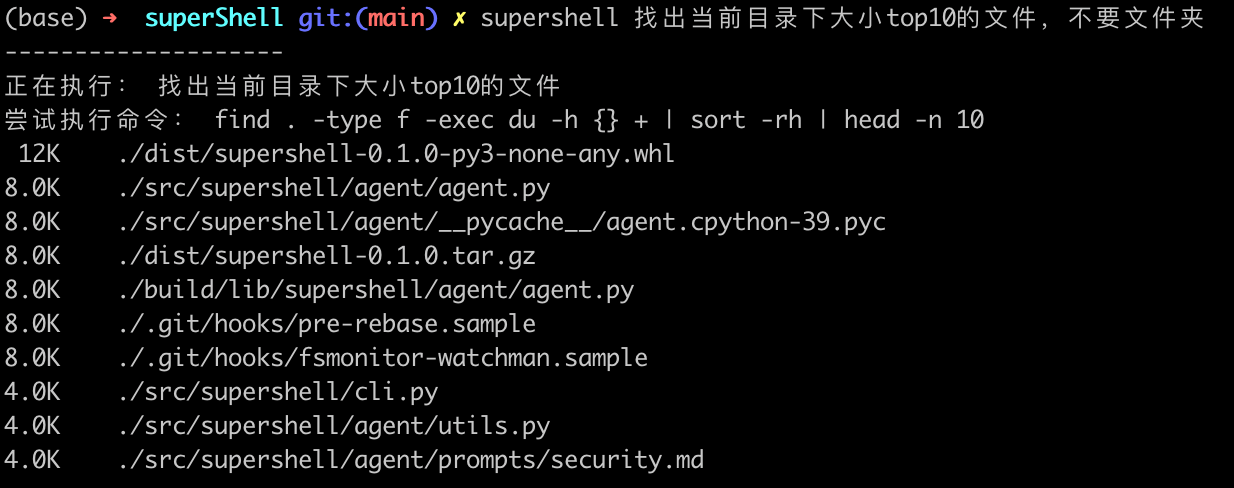 (base) ➜  superShell git:(main) ✗ supershell 找出当前目录下大小top10的文件，不要文件夹
--------------------
正在执行： 找出当前目录下大小top10的文件
尝试执行命令： find . -type f -exec du -h {} + | sort -rh | head -n 10
 12K    ./dist/supershell-0.1.0-py3-none-any.whl
8.0K    ./src/supershell/agent/agent.py
8.0K    ./src/supershell/agent/__pycache__/agent.cpython-39.pyc
8.0K    ./dist/supershell-0.1.0.tar.gz
8.0K    ./build/lib/supershell/agent/agent.py
8.0K    ./.git/hooks/pre-rebase.sample
8.0K    ./.git/hooks/fsmonitor-watchman.sample
4.0K    ./src/supershell/cli.py
4.0K    ./src/supershell/agent/utils.py
4.0K    ./src/supershell/agent/prompts/security.md